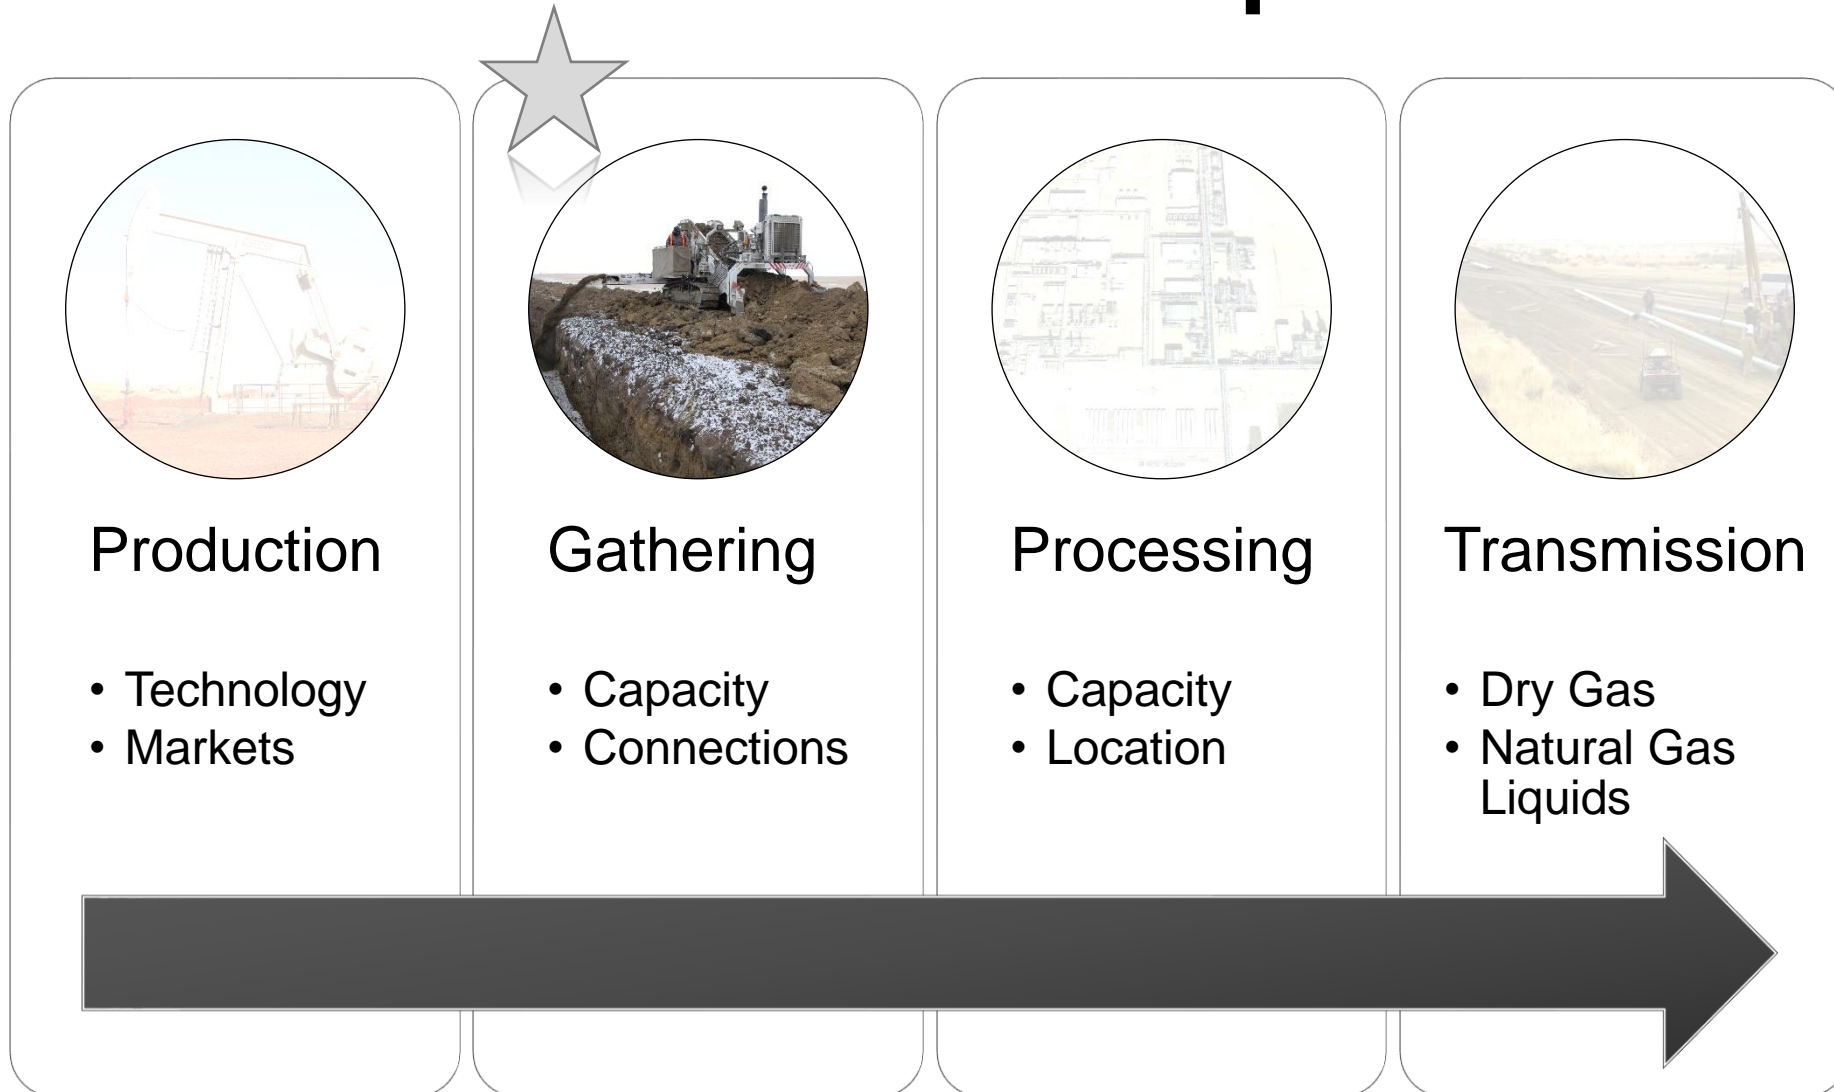 Production
• Technology
• Markets
Gathering
• Capacity
• Connections
Processing
• Capacity
• Location
Transmission
• Dry Gas
• Natural Gas
Liquids